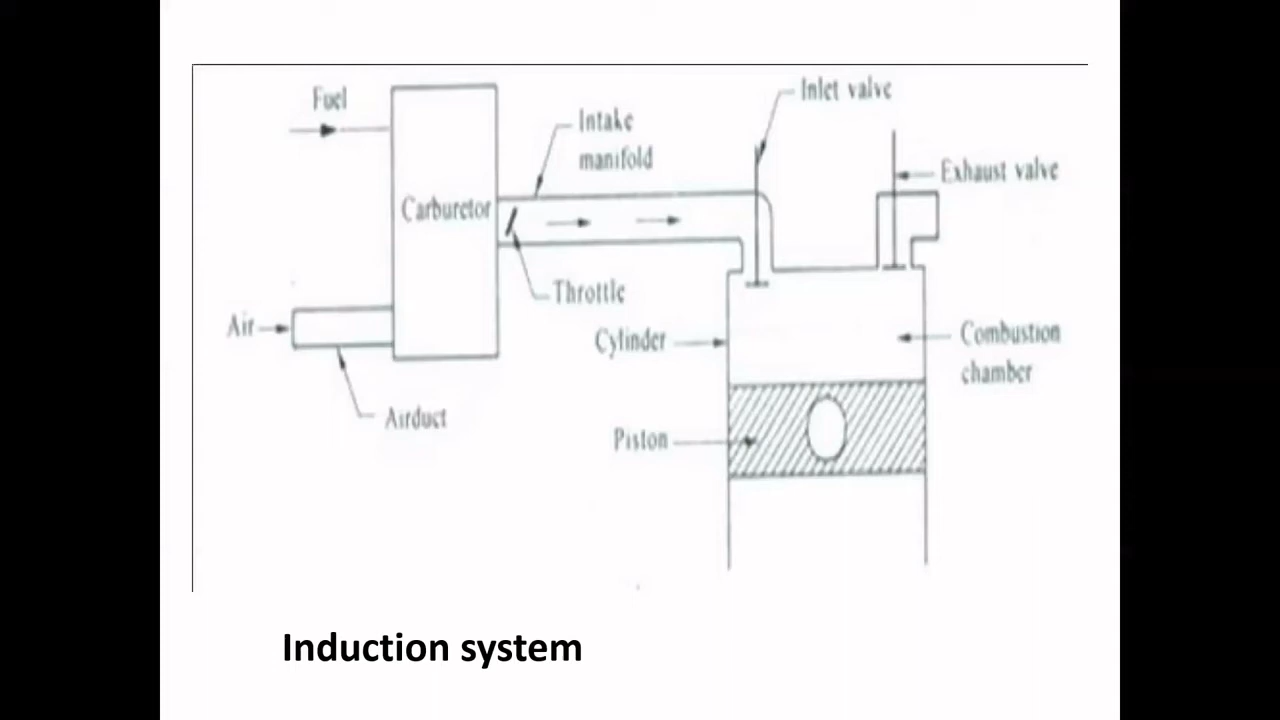 Inlet valve
Fuel
Intake
manifold
Exhaust valve
Carburetor
Throttle
Air
Cylinder
Combustion
chamber
Airduct
Piston
Induction system